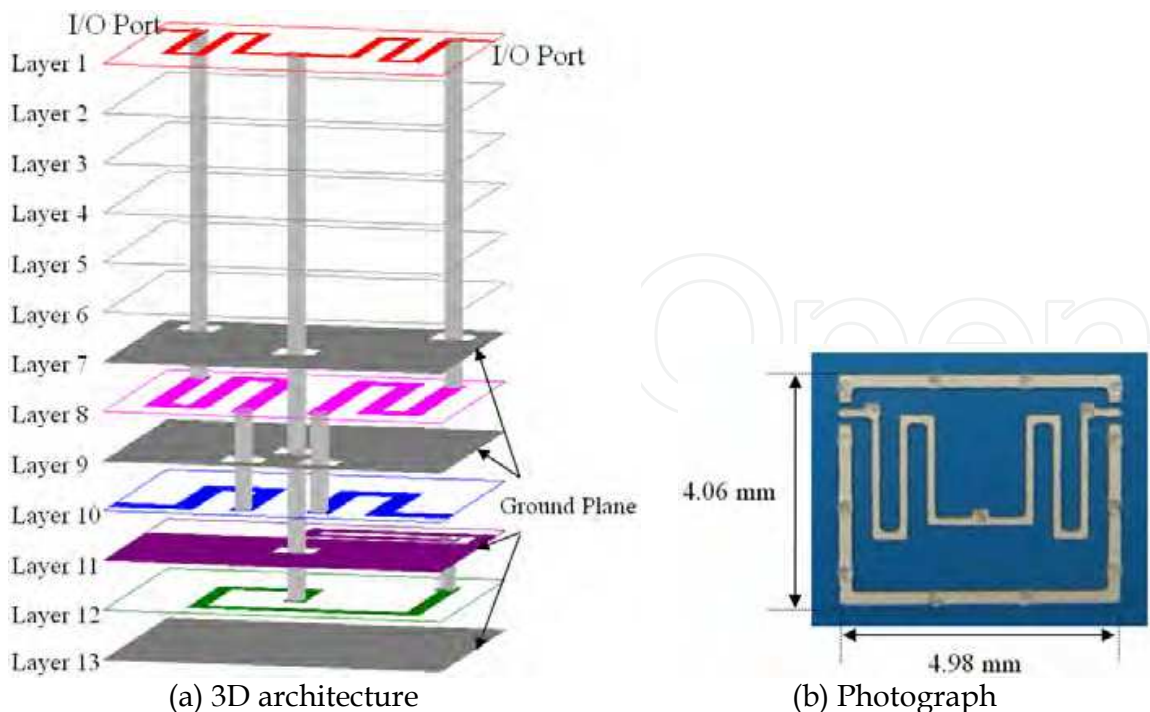 I/O Port
I/O Port
Layer 1
Layer 2
Layer 3
Layer 4
Layer 5
Layer 6
Layer 7
Layer 8
Layer 9
Layer 10
Layer 11
Layer 12
Layer 13
Ground Plane
Open
4.06 mm
4.98 mm
(a) 3D architecture
(b) Photograph